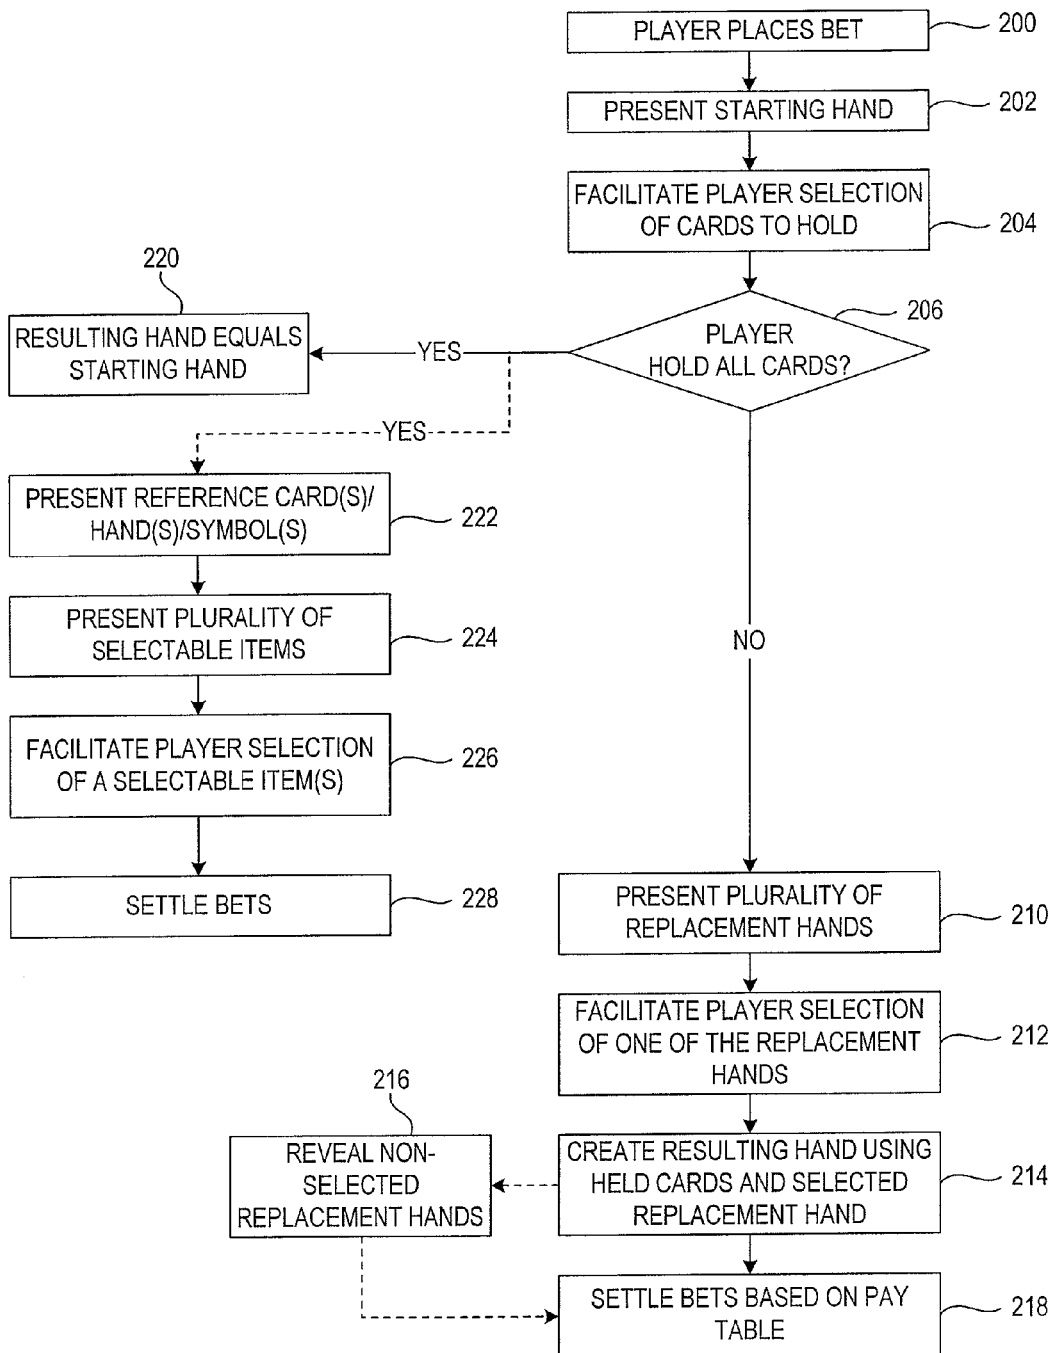 PLAYER PLACES BET
200
PRESENT STARTING HAND
202
FACILITATE PLAYER SELECTION
OF CARDS TO HOLD
204
PLAYER
HOLD ALL CARDS?
206
YES
220
RESULTING HAND EQUALS
STARTING HAND
YES
PRESENT REFERENCE CARD(S)/
HAND(S)/SYMBOL(S)
222
PRESENT PLURALITY OF
SELECTABLE ITEMS
224
FACILITATE PLAYER SELECTION
OF A SELECTABLE ITEM(S)
226
SETTLE BETS
228
NO
PRESENT PLURALITY OF
REPLACEMENT HANDS
210
FACILITATE PLAYER SELECTION
OF ONE OF THE REPLACEMENT
HANDS
212
CREATE RESULTING HAND USING
HELD CARDS AND SELECTED
REPLACEMENT HAND
214
216
REVEAL NON-
SELECTED
REPLACEMENT HANDS
SETTLE BETS BASED ON PAY
TABLE
218